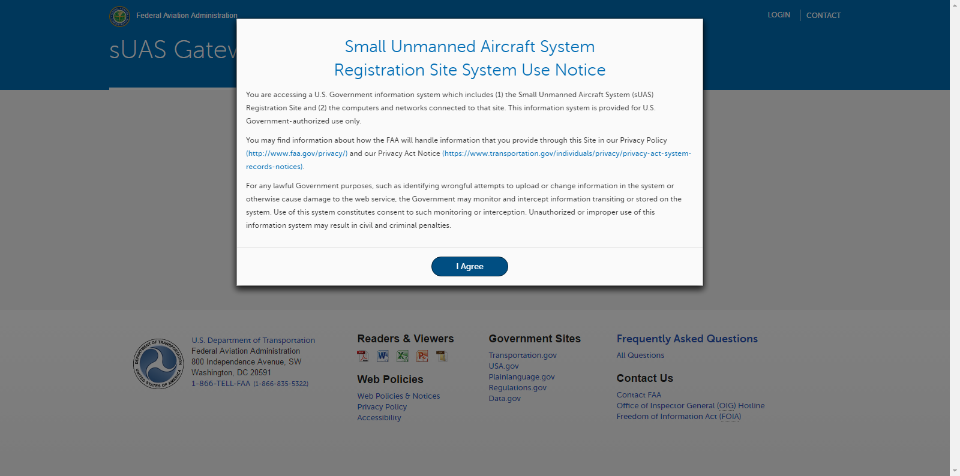 Federal Aviation Administration
LOGIN
CONTACT
sUAS Gatew
Small Unmanned Aircraft System
Registration Site System Use Notice
You are accessing a U.S. Government information system which includes (1) the Small Unmanned Aircraft System (sUAS)
Registration Site and (2) the computers and networks connected to that site. This information system is provided for U.S.
Government-authorized use only.
You may find information about how the FAA will handle information that you provide through this Site in our Privacy Policy
(http://www.faa.gov/privacy/) and our Privacy Act Notice (https://www.transportation.gov/individuals/privacy/privacy-act-system-
records-notices).
For any lawful Government purposes, such as identifying wrongful attempts to upload or change information in the system or
otherwise cause damage to the web service, the Government may monitor and intercept information transiting or stored on the
system. Use of this system constitutes consent to such monitoring or interception. Unauthorized or improper use of this
information system may result in civil and criminal penalties.
I Agree
U.S. Department of Transportation
Federal Aviation Administration
800 Independence Avenue, SW
Washington, DC 20591
1-866-TELL-FAA (1-866-835-5322)
Readers & Viewers
Web Policies
Web Policies & Notices
Privacy Policy
Accessibility
Government Sites
Transportation.gov
USA.gov
Plainlanguage.gov
Regulations.gov
Data.gov
Frequently Asked Questions
All Questions
Contact Us
Contact FAA
Office of Inspector General (OIG) Hotline
Freedom of Information Act (FOIA)